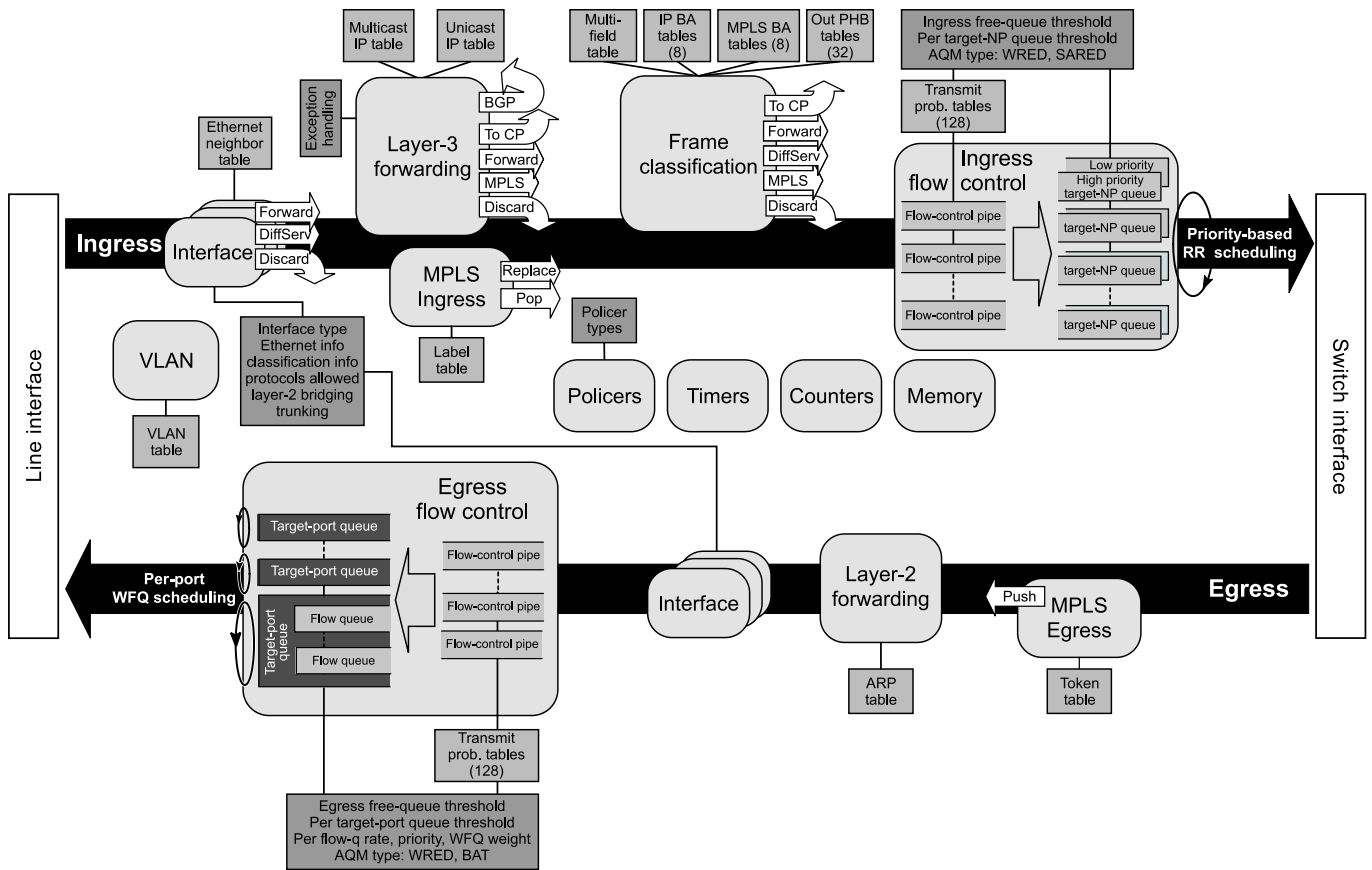 Multicast
IP table
Unicast
IP table
Multi-
field
table
IP BA
tables
(8)
MPLS BA
tables (8)
Out PHB
tables
(32)
Ingress free-queue threshold
Per target-NP queue threshold
AQM type: WRED, SARED
Exception
handling
Ethernet
neighbor
table
Layer-3
forwarding
BGP
To CP
Forward
MPLS
Discard
Frame
classification
To CP
Forward
DiffServ
MPLS
Discard
Transmit
prob. tables
(128)
Ingress
flow control
Low priority
High priority
target-NP queue
target-NP queue
target-NP queue
target-NP queue
Flow-control pipe
Flow-control pipe
Flow-control pipe
Priority-based
RR scheduling
Ingress
Interface
Forward
DiffServ
Discard
MPLS
Ingress
Replace
Pop
Label
table
Line interface
Switch interface
VLAN
VLAN
table
Interface type
Ethernet info
classification info
protocols allowed
layer-2 bridging
trunking
Policer
types
Policers
Timers
Counters
Memory
Egress
flow control
Target-port queue
Target-port queue
Target-port
queue
Flow queue
Flow queue
Flow-control pipe
Flow-control pipe
Flow-control pipe
Per-port
WFQ scheduling
Interface
Layer-2
forwarding
ARP
table
Push
MPLS
Egress
Token
table
Egress
Transmit
prob. tables
(128)
Egress free-queue threshold
Per target-port queue threshold
Per flow-q rate, priority, WFQ weight
AQM type: WRED, BAT